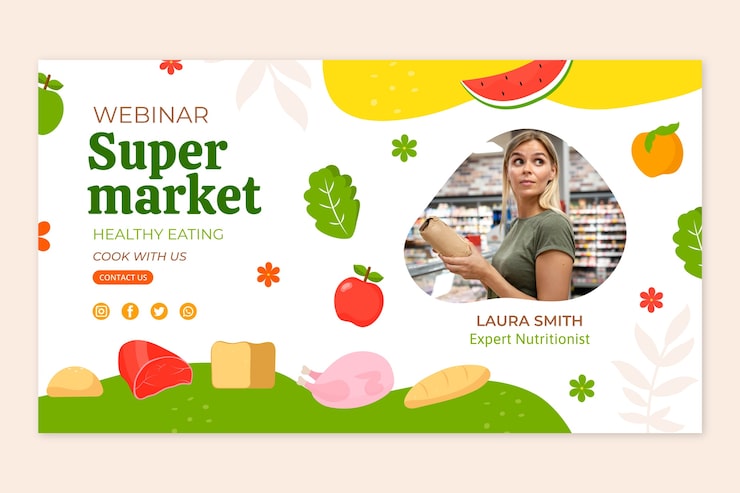 WEBINAR
Super
market
HEALTHY EATING
COOK WITH US
CONTACT US
LAURA SMITH
Expert Nutritionist